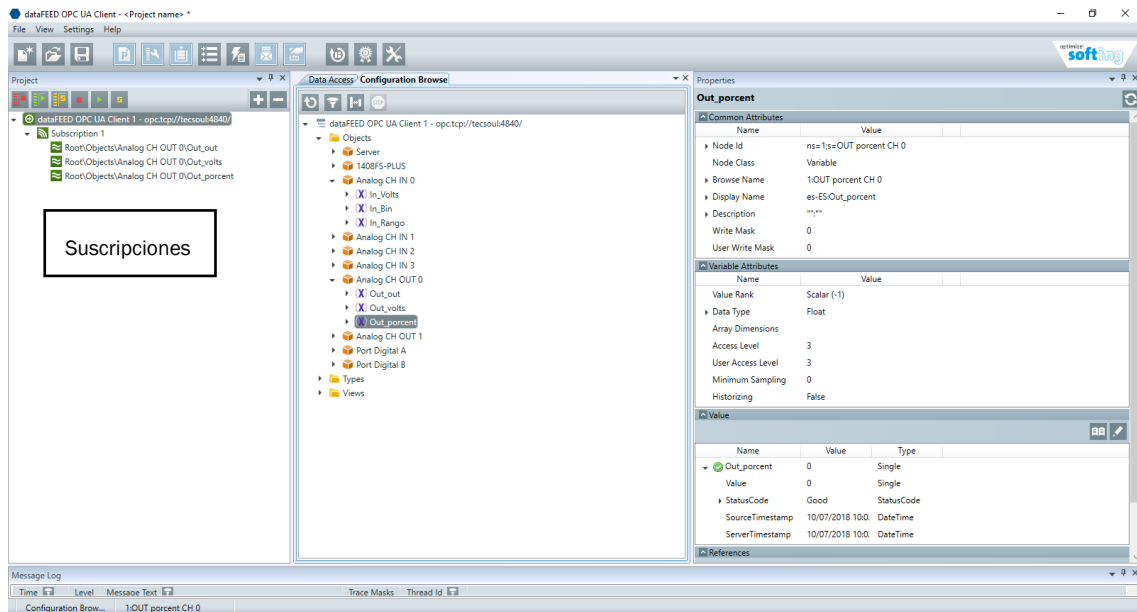 dataFEED OPC UA Client - <Project name> *
File View Settings Help
optimize!
softing
Project
dataFEED OPC UA Client 1 - opc.tcp://tecsoul:4840/
Subscription 1
Root\Objects\Analog CH OUT 0\Out_out
Root\Objects\Analog CH OUT 0\Out_volts
Root\Objects\Analog CH OUT 0\Out_porcent
Suscripciones
Data Access Configuration Browse
dataFEED OPC UA Client 1 - opc.tcp://tecsoul:4840/
Objects
Server
1408FS-PLUS
Analog CH IN 0
In_Volts
In_Bin
In_Rango
Analog CH IN 1
Analog CH IN 2
Analog CH IN 3
Analog CH OUT 0
Out_out
Out_volts
Out_porcent
Analog CH OUT 1
Port Digital A
Port Digital B
Types
Views
Properties
Out_porcent
Common Attributes
Name Value
Node Id ns=1;s=OUT porcent CH 0
Node Class Variable
Browse Name 1:OUT porcent CH 0
Display Name es-ES:Out_porcent
Description "";""
Write Mask 0
User Write Mask 0
Variable Attributes
Name Value
Value Rank Scalar (-1)
Data Type Float
Array Dimensions
Access Level 3
User Access Level 3
Minimum Sampling 0
Historizing False
Value
Name Value Type
Out_porcent 0 Single
Value 0 Single
StatusCode Good StatusCode
SourceTimestamp 10/07/2018 10:0. DateTime
ServerTimestamp 10/07/2018 10:0. DateTime
References
Message Log
Time Level Message Text Trace Masks Thread Id
Configuration Brow... 1:OUT porcent CH 0